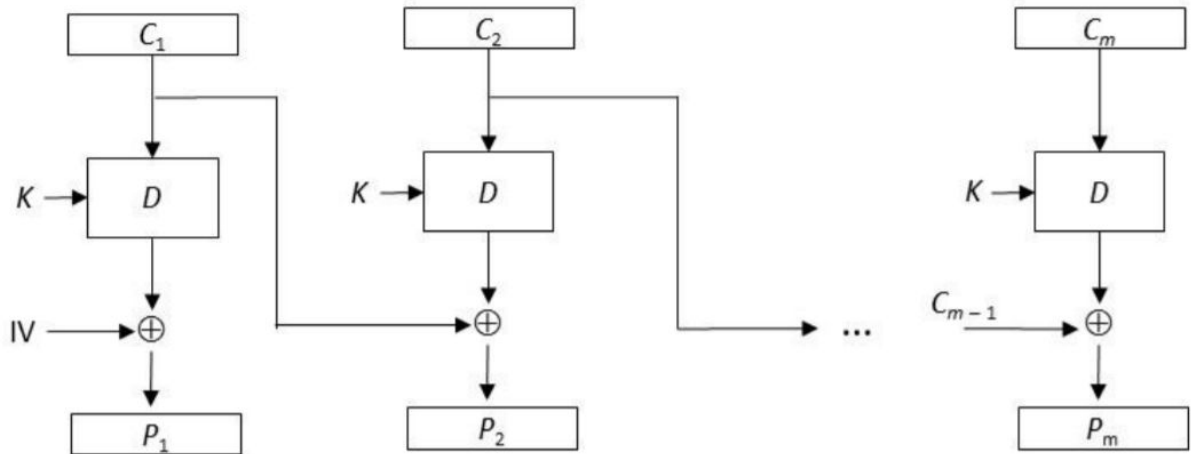 C1 C2 Cm
K D K D K D
IV ⊕ ⊕ ... Cm – 1 ⊕
P1 P2 Pm